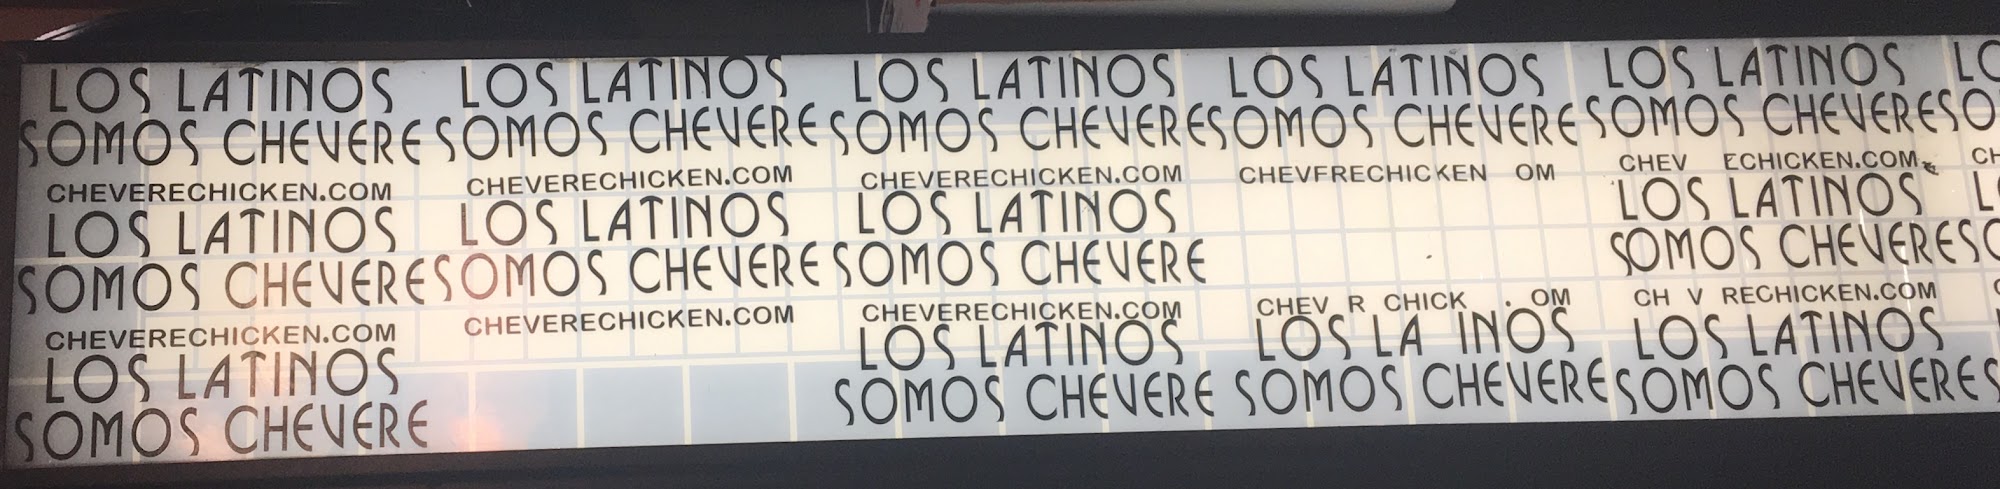 LOS LATINOS LOS LATINOS LOS LATINOS LOS LATINOS LOS LATINOS LO
SOMOS CHEVERE SOMOS CHEVERE SOMOS CHEVERE SOMOS CHEVERE SOMOS CHEVERE SO
CHEVERECHICKEN.COM CHEVERECHICKEN.COM CHEVERECHICKEN.COM CHEVFRECHICKEN OM CHEV ECHICKEN.COM CH
LOS LATINOS LOS LATINOS LOS LATINOS LOS LATINOS L
SOMOS CHEVERE SOMOS CHEVERE SOMOS CHEVERE SOMOS CHEVERE SO
CHEVERECHICKEN.COM CHEVERECHICKEN.COM CHEVERECHICKEN.COM CHEV R CHICK . OM CH V RECHICKEN.COM
LOS LATINOS LOS LATINOS LOS LA INOS LOS LATINOS
SOMOS CHEVERE SOMOS CHEVERE SOMOS CHEVERE SOMOS CHEVERE S